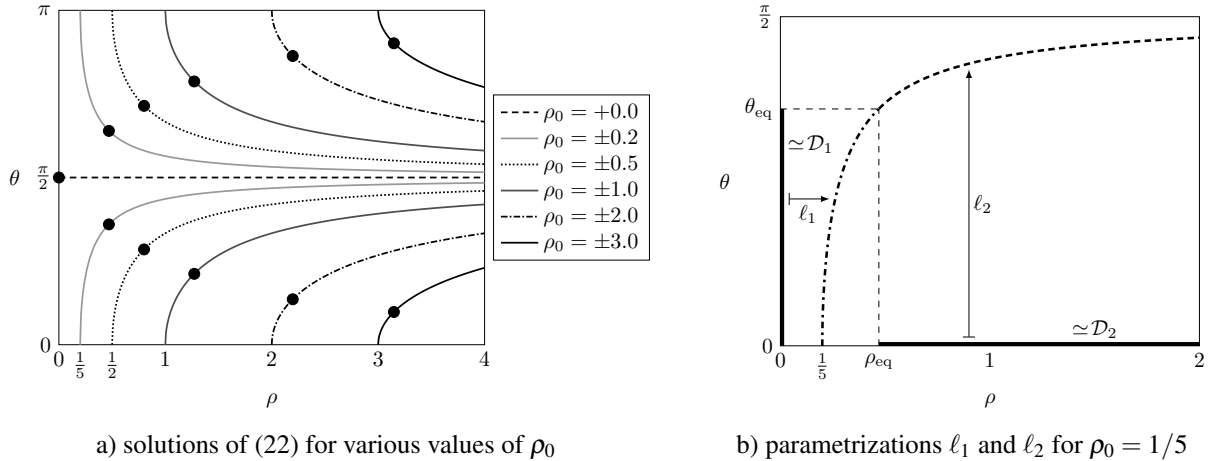 π
θ
π/2
0
0
1/5
1/2
1
2
3
4
ρ
ρ₀ = +0.0
ρ₀ = ±0.2
ρ₀ = ±0.5
ρ₀ = ±1.0
ρ₀ = ±2.0
ρ₀ = ±3.0
a) solutions of (22) for various values of ρ₀
π/2
θ_eq
≃𝒟₁
θ
ℓ₁
ℓ₂
≃𝒟₂
0
0
1/5
ρ_eq
1
2
ρ
b) parametrizations ℓ₁ and ℓ₂ for ρ₀ = 1/5